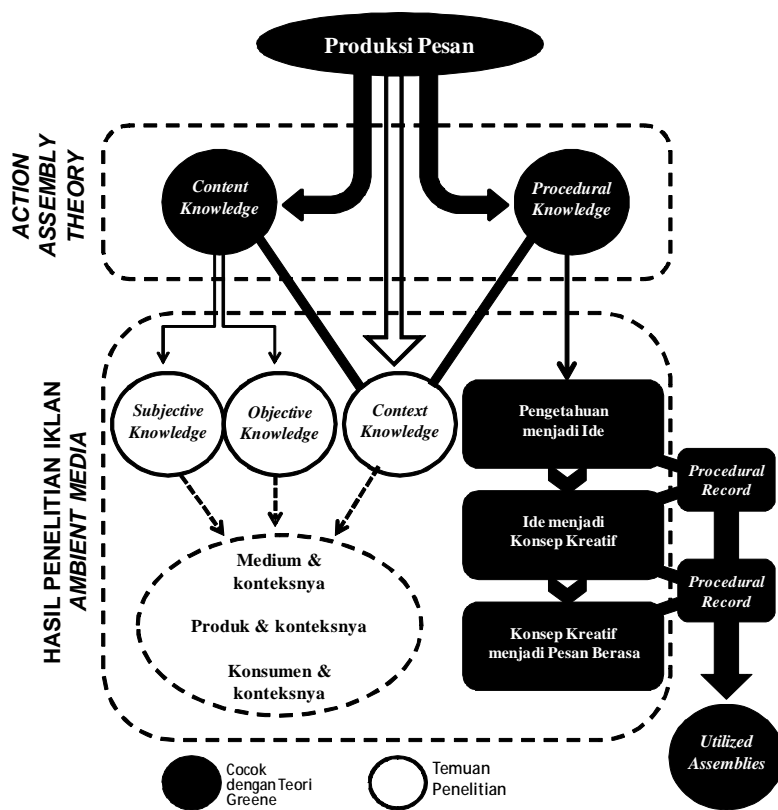 Produksi Pesan
ACTION
ASSEMBLY
THEORY
Content
Knowledge
Procedural
Knowledge
HASIL PENELITIAN IKLAN
AMBIENT MEDIA
Subjective
Knowledge
Objective
Knowledge
Context
Knowledge
Pengetahuan
menjadi Ide
Procedural
Record
Ide menjadi
Konsep Kreatif
Procedural
Record
Konsep Kreatif
menjadi Pesan Berasa
Medium &
konteksnya
Produk & konteksnya
Konsumen &
konteksnya
Utilized
Assemblies
Cocok
dengan Teori
Greene
Temuan
Penelitian